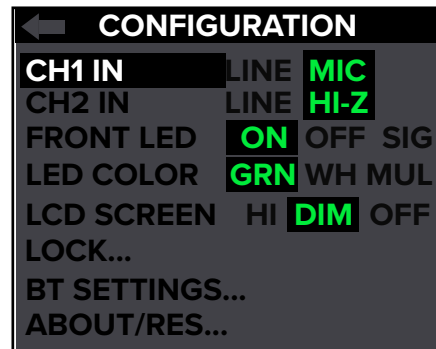 CONFIGURATION
CH1 IN LINE MIC
CH2 IN LINE HI-Z
FRONT LED ON OFF SIG
LED COLOR GRN WH MUL
LCD SCREEN HI DIM OFF
LOCK...
BT SETTINGS...
ABOUT/RES...